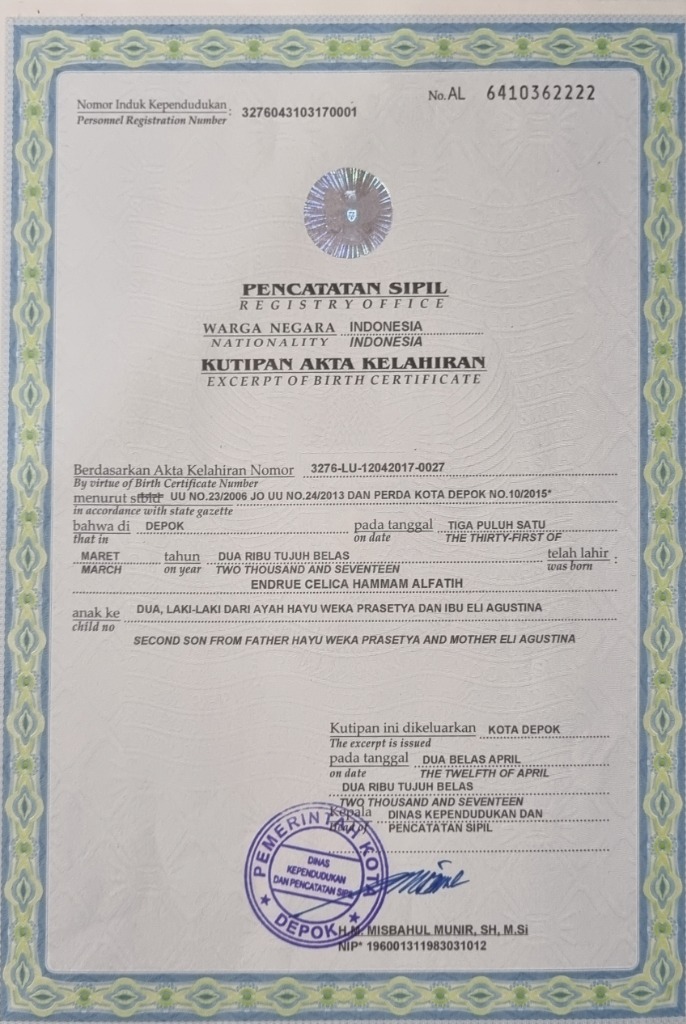 Nomor Induk Kependudukan : 3276043103170001
Personnel Registration Number
No. AL 6410362222
PENCATATAN SIPIL
REGISTRY OFFICE
WARGA NEGARA INDONESIA
NATIONALITY INDONESIA
KUTIPAN AKTA KELAHIRAN
EXCERPT OF BIRTH CERTIFICATE
Berdasarkan Akta Kelahiran Nomor 3276-LU-12042017-0027
By virtue of Birth Certificate Number
menurut stbld UU NO.23/2006 JO UU NO.24/2013 DAN PERDA KOTA DEPOK NO.10/2015*
in accordance with state gazette
bahwa di DEPOK pada tanggal TIGA PULUH SATU
that in on date THE THIRTY-FIRST OF
MARET tahun DUA RIBU TUJUH BELAS telah lahir :
MARCH on year TWO THOUSAND AND SEVENTEEN was born
ENDRUE CELICA HAMMAM ALFATIH
anak ke DUA, LAKI-LAKI DARI AYAH HAYU WEKA PRASETYA DAN IBU ELI AGUSTINA
child no
SECOND SON FROM FATHER HAYU WEKA PRASETYA AND MOTHER ELI AGUSTINA
Kutipan ini dikeluarkan KOTA DEPOK
The excerpt is issued
pada tanggal DUA BELAS APRIL
on date THE TWELFTH OF APRIL
DUA RIBU TUJUH BELAS
TWO THOUSAND AND SEVENTEEN
Kepala DINAS KEPENDUDUKAN DAN
Head of PENCATATAN SIPIL
PEMERINTAH KOTA
DINAS
KEPENDUDUKAN
DAN PENCATATAN SIPIL
DEPOK
H.M. MISBAHUL MUNIR, SH, M.Si
NIP* 196001311983031012